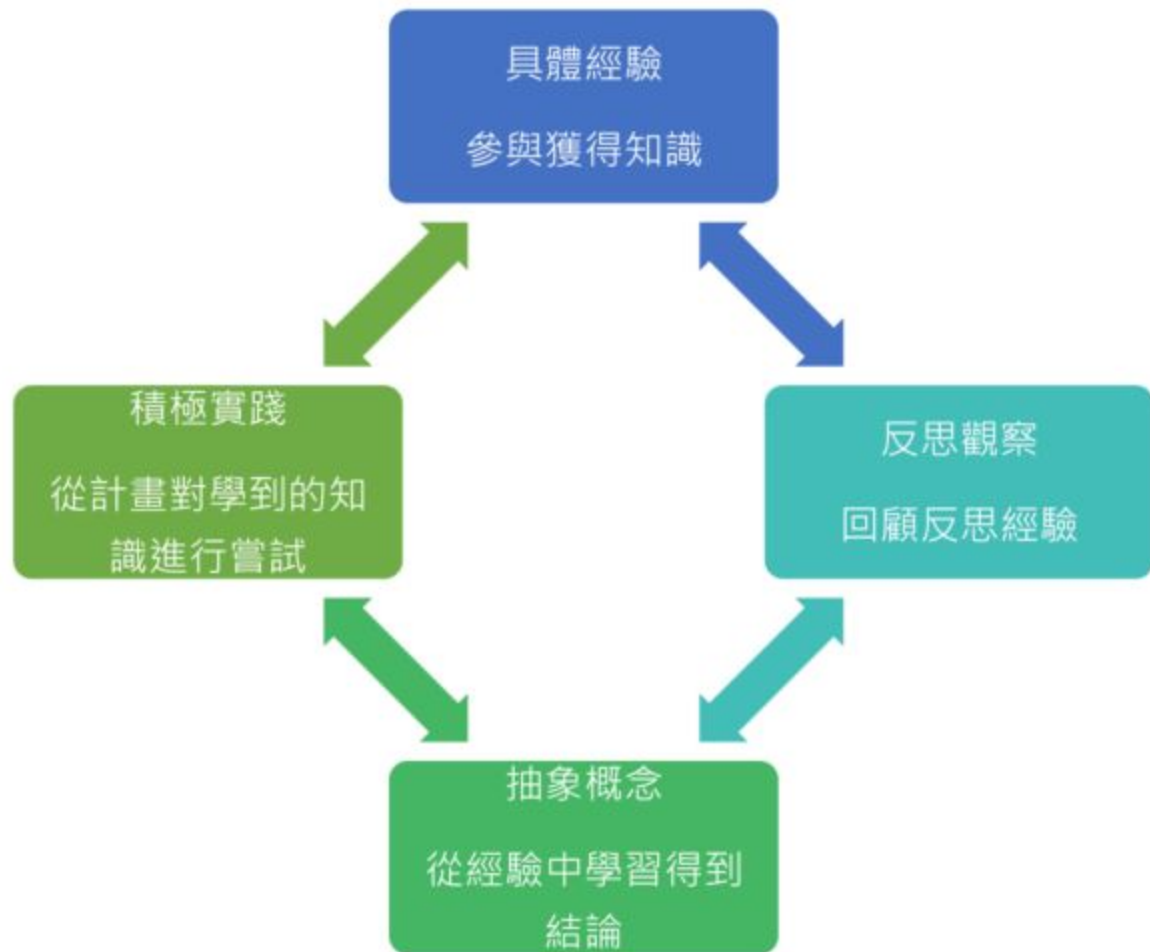 具體經驗
參與獲得知識
積極實踐
從計畫對學到的知
識進行嘗試
反思觀察
回顧反思經驗
抽象概念
從經驗中學習得到
結論